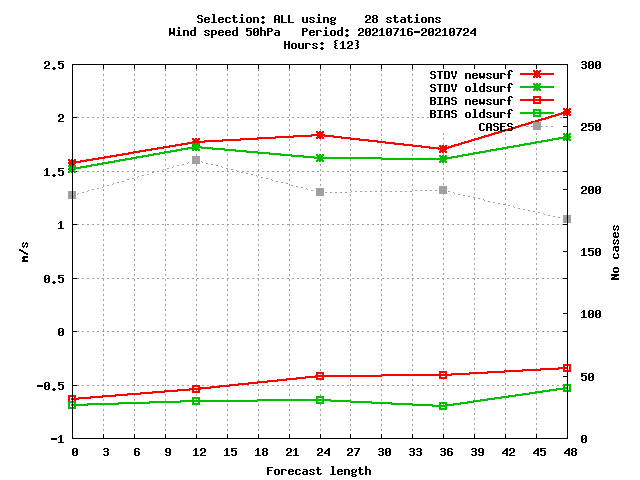 Selection: ALL using    28 stations
Wind speed 50hPa   Period: 20210716-20210724
Hours: {12}
STDV newsurf
STDV oldsurf
BIAS newsurf
BIAS oldsurf
CASES
2.5
2
1.5
1
0.5
0
-0.5
-1
m/s
300
250
200
150
100
50
0
No cases
0 3 6 9 12 15 18 21 24 27 30 33 36 39 42 45 48
Forecast length